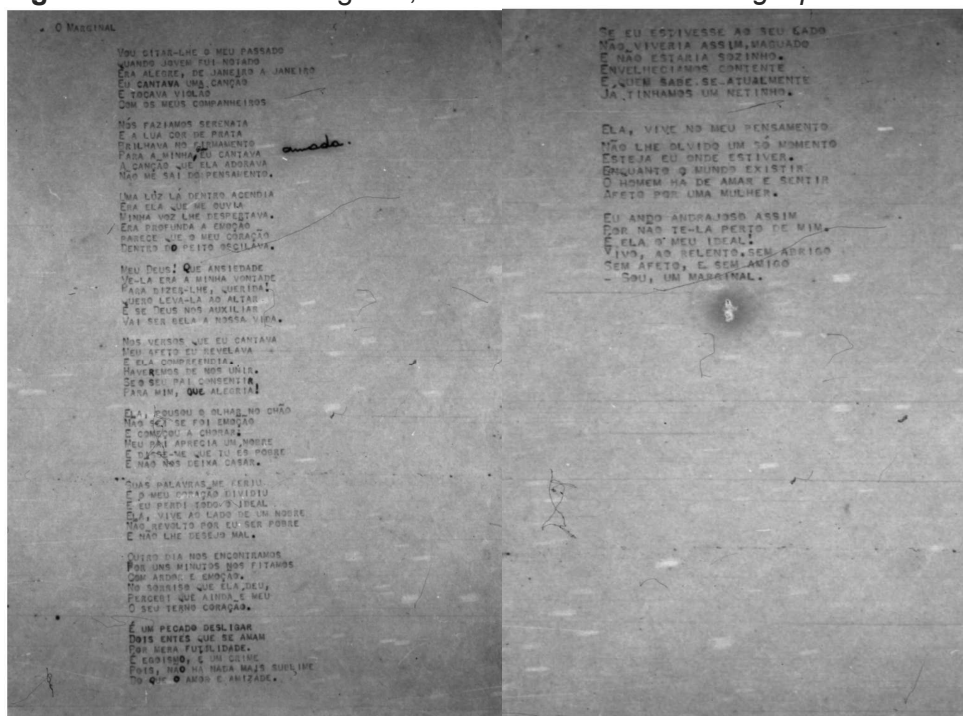 O MARGINAL
VOU CITAR-LHE O MEU PASSADO
QUANDO JOVEM FUI NOTADO
ERA ALEGRE, DE JANEIRO A JANEIRO
EU CANTAVA UMA CANÇÃO
E TOCAVA VIOLÃO
COM OS MEUS COMPANHEIROS
NÓS FAZIAMOS SERENATA
E A LUA COR DE PRATA
BRILHAVA NO FIRMAMENTO
PARA A MINHA, EU CANTAVA amada.
A CANÇÃO QUE ELA ADORAVA
NÃO ME SAI DO PENSAMENTO.
UMA LUZ LÁ DENTRO ACENDIA
ERA ELA QUE ME OUVIA
MINHA VOZ LHE DESPERTAVA.
ERA PROFUNDA A EMOÇÃO
PARECE QUE O MEU CORAÇÃO
DENTRO DO PEITO OSCILAVA.
MEU DEUS! QUE ANSIEDADE
VE-LA ERA A MINHA VONTADE
PARA DIZER-LHE, QUERIDA!
QUERO LEVA-LA AO ALTAR
E SE DEUS NOS AUXILIAR
VAI SER BELA A NOSSA VIDA.
NOS VERSOS QUE EU CANTAVA
MEU AFETO EU REVELAVA
E ELA COMPREENDIA.
HAVEREMOS DE NOS UNIR.
SE O SEU PAI CONSENTIR
PARA MIM, QUE ALEGRIA!
ELA, POUSOU O OLHAR NO CHÃO
NÃO SEI SE FOI EMOÇÃO
E COMEÇOU A CHORAR!
MEU PAI APRECIA UM NOBRE
E DISSE-ME QUE TU ES POBRE
E NÃO NOS DEIXA CASAR.
SUAS PALAVRAS ME FERIU
E O MEU CORAÇÃO DIVIDIU
E EU PERDI TODO O IDEAL
ELA, VIVE AO LADO DE UM NOBRE
NÃO REVOLTO POR EU SER POBRE
E NÃO LHE DESEJO MAL.
OUTRO DIA NOS ENCONTRAMOS
POR UNS MINUTOS NOS FITAMOS
COM ARDOR E EMOÇÃO.
NO SORRISO QUE ELA DEU,
PERCEBI QUE AINDA E MEU
O SEU TERNO CORAÇÃO.
É UM PECADO DESLIGAR
DOIS ENTES QUE SE AMAM
POR MERA FUTILIDADE.
É EGOISMO, E UM CRIME
POIS, NÃO HA NADA MAIS SUBLIME
DO QUE O AMOR E AMIZADE.
SE EU ESTIVESSE AO SEU LADO
NÃO VIVERIA ASSIM, MAGUADO
E NÃO ESTARIA SOZINHO.
ENVELHECIAMOS CONTENTE
E QUEM SABE SE ATUALMENTE
JÁ TINHAMOS UM NETINHO.
ELA, VIVE NO MEU PENSAMENTO
NÃO LHE OLVIDO UM SÓ MOMENTO
ESTEJA EU ONDE ESTIVER.
ENQUANTO O MUNDO EXISTIR
O HOMEM HA DE AMAR E SENTIR
AFETO POR UMA MULHER.
EU ANDO ANDRAJOSO ASSIM
POR NÃO TE-LA PERTO DE MIM.
É ELA O MEU IDEAL!
VIVO, AO RELENTO, SEM ABRIGO
SEM AFETO, E SEM AMIGO
- SOU, UM MARGINAL.